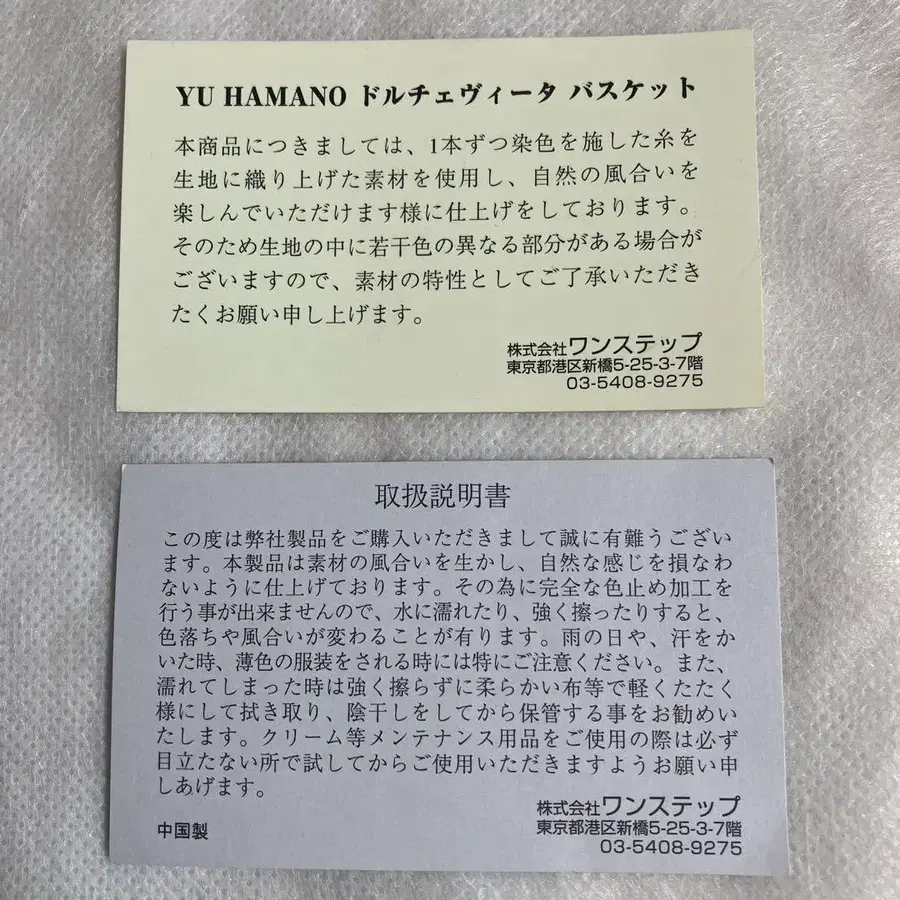 YU HAMANO ドルチェヴィータ バスケット
本商品につきましては、1本ずつ染色を施した糸を
生地に織り上げた素材を使用し、自然の風合いを
楽しんでいただけます様に仕上げをしております。
そのため生地の中に若干色の異なる部分がある場合が
ございますので、素材の特性としてご了承いただき
たくお願い申し上げます。
株式会社ワンステップ
東京都港区新橋5-25-3-7階
03-5408-9275
取扱説明書
この度は弊社製品をご購入いただきまして誠に有難うござい
ます。本製品は素材の風合いを生かし、自然な感じを損なわ
ないように仕上げております。その為に完全な色止め加工を
行う事が出来ませんので、水に濡れたり、強く擦ったりすると、
色落ちや風合いが変わることが有ります。雨の日や、汗をか
いた時、薄色の服装をされる時には特にご注意ください。また、
濡れてしまった時は強く擦らずに柔らかい布等で軽くたたく
様にして拭き取り、陰干しをしてから保管する事をお勧めい
たします。クリーム等メンテナンス用品をご使用の際は必ず
目立たない所で試してからご使用いただきますようお願い申
しあげます。
株式会社ワンステップ
東京都港区新橋5-25-3-7階
03-5408-9275
中国製